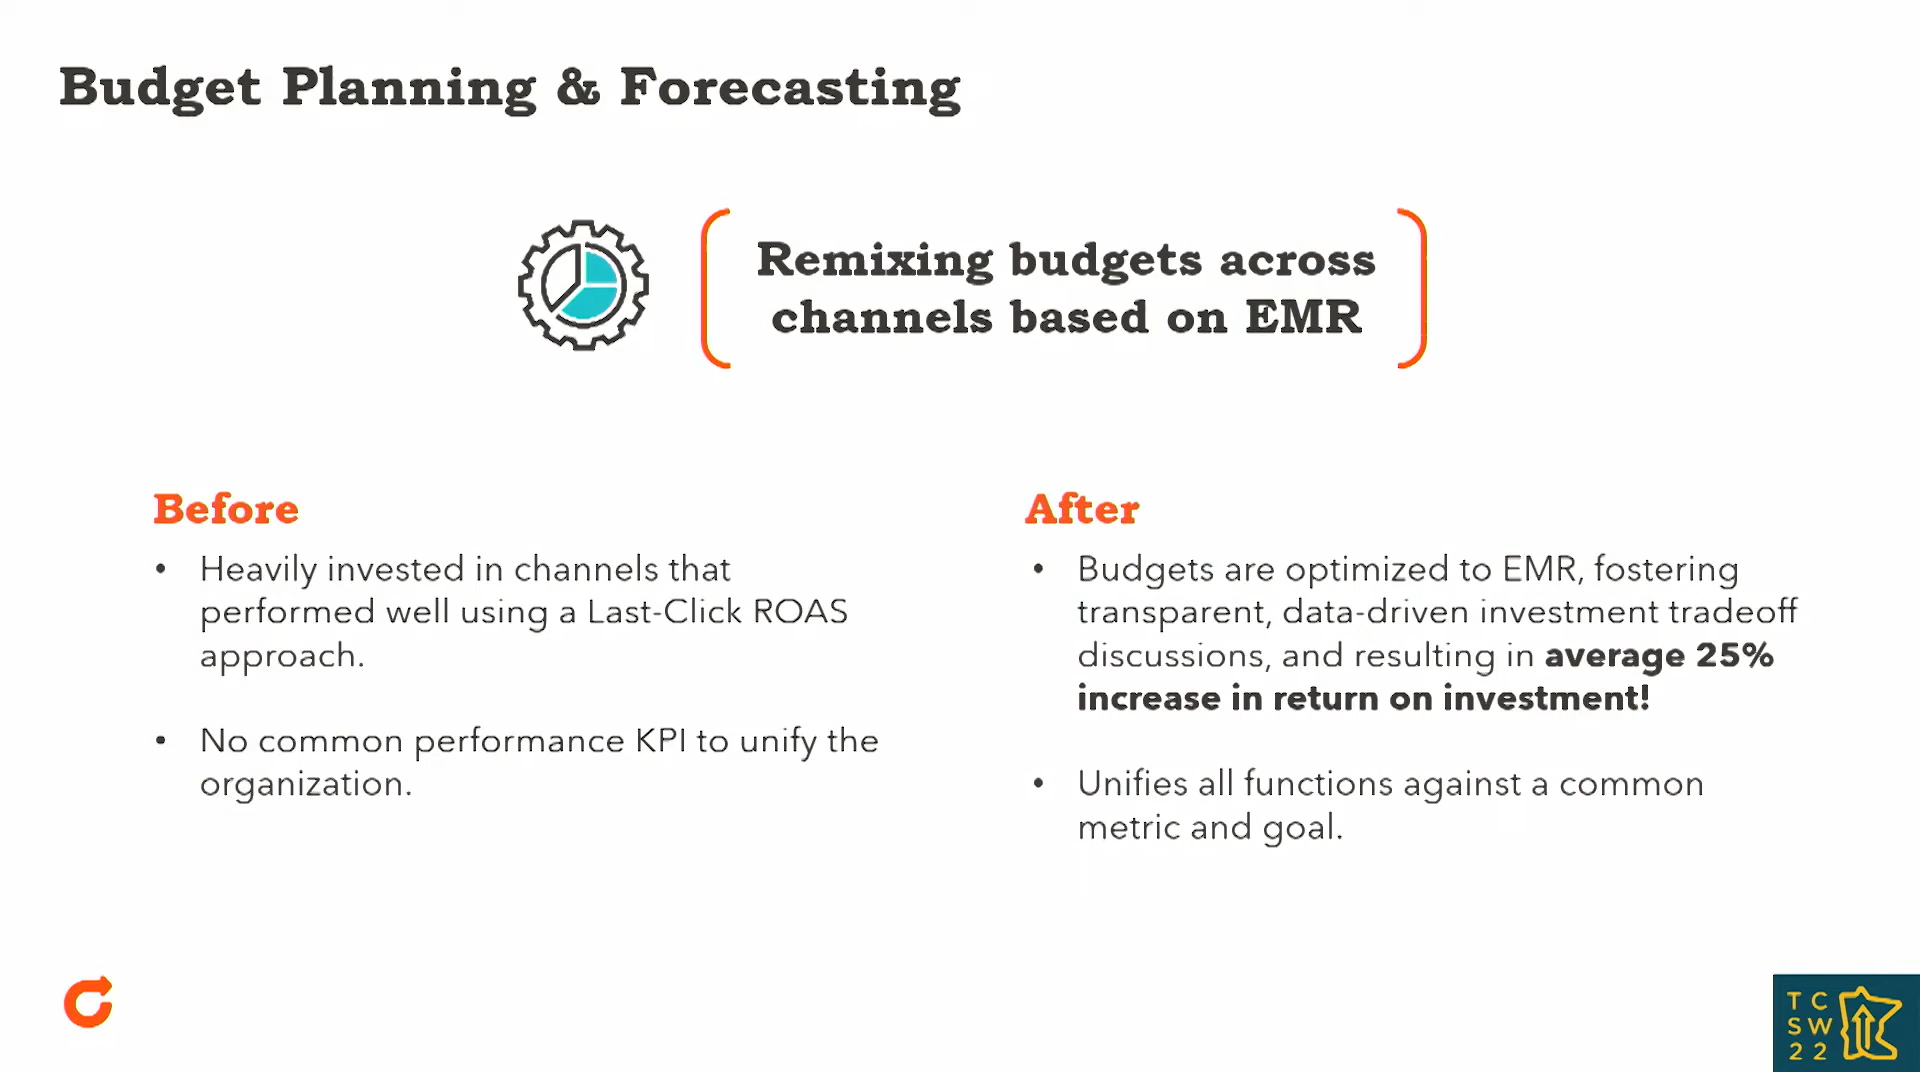 Budget Planning & Forecasting
Remixing budgets across
channels based on EMR
Before
• Heavily invested in channels that
performed well using a Last-Click ROAS
approach.
• No common performance KPI to unify the
organization.
After
• Budgets are optimized to EMR, fostering
transparent, data-driven investment tradeoff
discussions, and resulting in average 25%
increase in return on investment!
• Unifies all functions against a common
metric and goal.
TC
SW
22